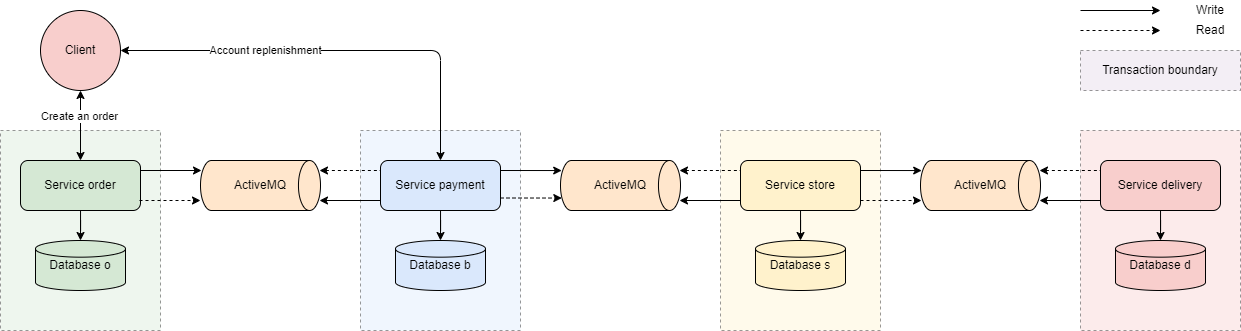 Write
Client
Account replenishment
Read
Transaction boundary
Create an order
Service order
ActiveMQ
Service payment
ActiveMQ
Service store
ActiveMQ
Service delivery
Database o
Database b
Database s
Database d